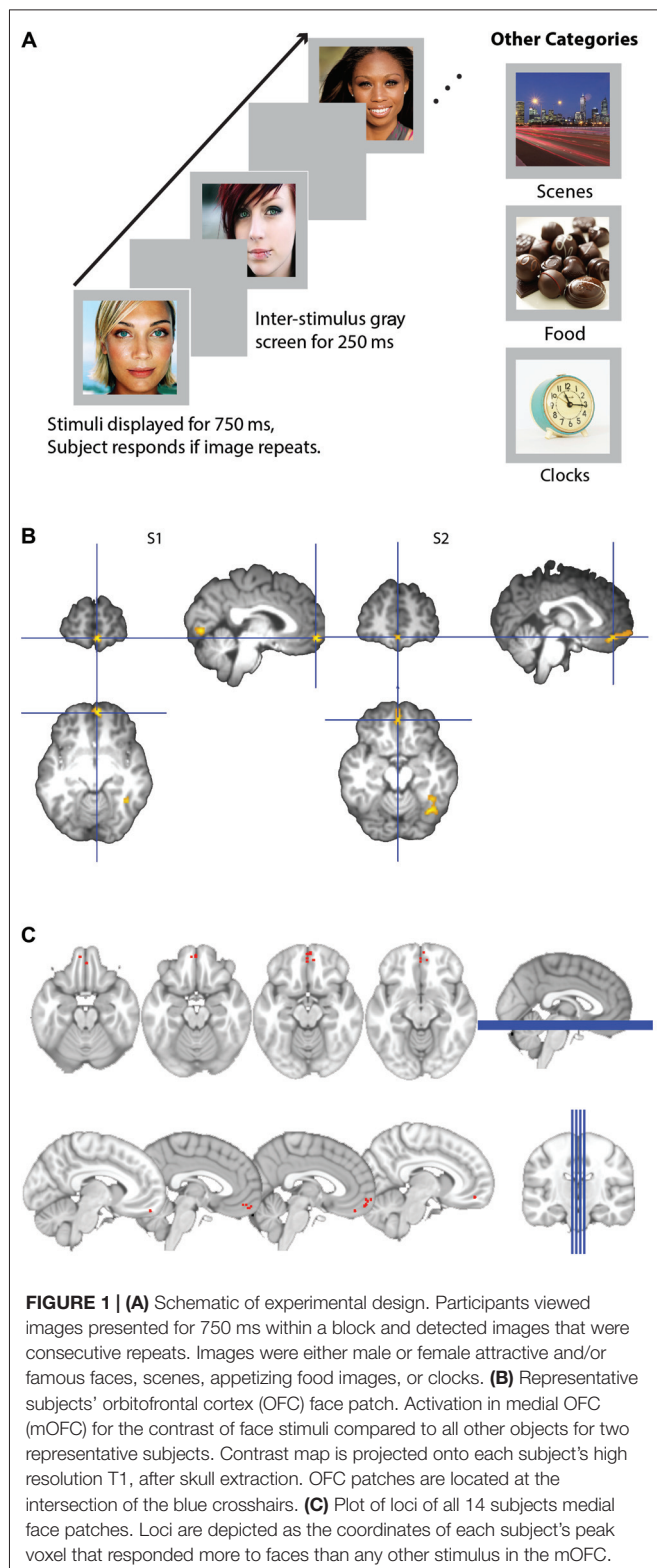 A
Other Categories
Scenes
Inter-stimulus gray
screen for 250 ms
Food
Stimuli displayed for 750 ms,
Subject responds if image repeats.
Clocks
B
S1
S2
C
FIGURE 1 | (A) Schematic of experimental design. Participants viewed
images presented for 750 ms within a block and detected images that were
consecutive repeats. Images were either male or female attractive and/or
famous faces, scenes, appetizing food images, or clocks. (B) Representative
subjects' orbitofrontal cortex (OFC) face patch. Activation in medial OFC
(mOFC) for the contrast of face stimuli compared to all other objects for two
representative subjects. Contrast map is projected onto each subject's high
resolution T1, after skull extraction. OFC patches are located at the
intersection of the blue crosshairs. (C) Plot of loci of all 14 subjects medial
face patches. Loci are depicted as the coordinates of each subject's peak
voxel that responded more to faces than any other stimulus in the mOFC.